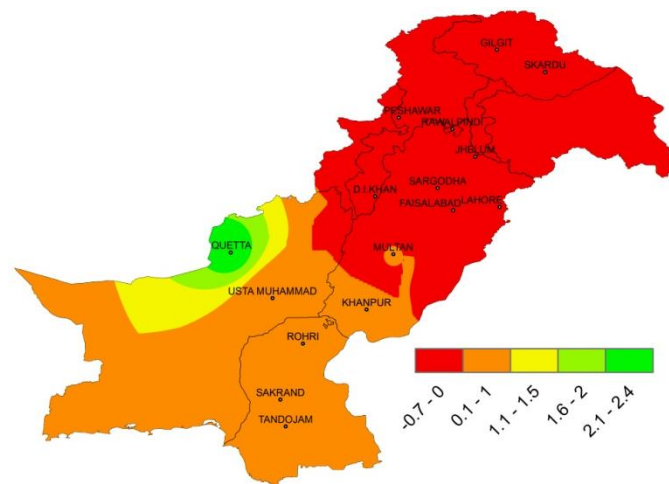 GILGIT
SKARDU
PESHAWAR
RAWALPINDI
JHBLUM
SARGODHA
D.I.KHAN
LAHORE
FAISALABAD
MULTAN
QUETTA
USTA MUHAMMAD
KHANPUR
ROHRI
SAKRAND
TANDOJAM
-0.7 - 0
0.1 - 1
1.1 - 1.5
1.6 - 2
2.1 - 2.4